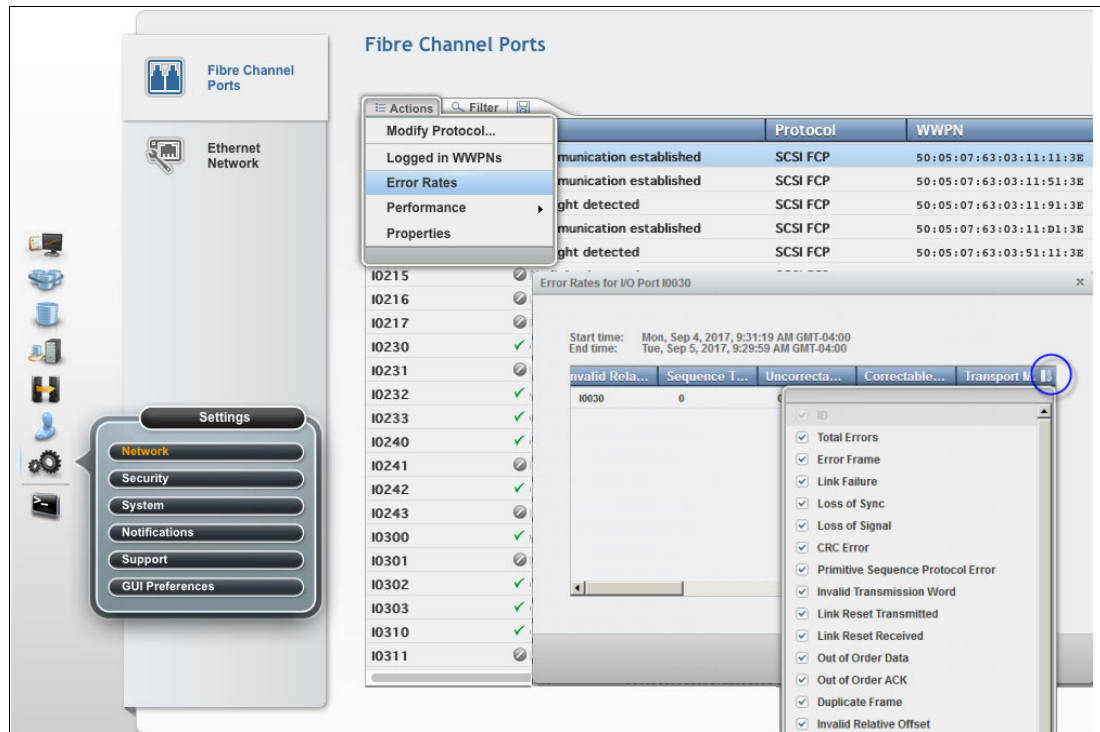 Fibre Channel Ports
Fibre Channel
Ports
Ethernet
Network
Actions Filter
Modify Protocol...
Logged in WWPNs
Error Rates
Performance
Properties
Protocol WWPN
munication established SCSI FCP 50:05:07:63:03:11:11:3E
munication established SCSI FCP 50:05:07:63:03:11:51:3E
ght detected SCSI FCP 50:05:07:63:03:11:91:3E
munication established SCSI FCP 50:05:07:63:03:11:D1:3E
ght detected SCSI FCP 50:05:07:63:03:51:11:3E
I0215
I0216
I0217
I0230
I0231
I0232
I0233
I0240
I0241
I0242
I0243
I0300
I0301
I0302
I0303
I0310
I0311
Settings
Network
Security
System
Notifications
Support
GUI Preferences
Error Rates for I/O Port I0030 x
Start time: Mon, Sep 4, 2017, 9:31:19 AM GMT-04:00
End time: Tue, Sep 5, 2017, 9:29:59 AM GMT-04:00
nvalid Rela... Sequence T... Uncorrecta... Correctable... Transport M.
I0030 0
ID
Total Errors
Error Frame
Link Failure
Loss of Sync
Loss of Signal
CRC Error
Primitive Sequence Protocol Error
Invalid Transmission Word
Link Reset Transmitted
Link Reset Received
Out of Order Data
Out of Order ACK
Duplicate Frame
Invalid Relative Offset